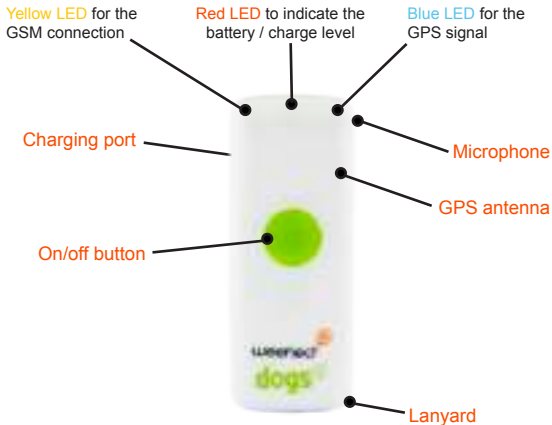 Yellow LED for the
GSM connection
Red LED to indicate the
battery / charge level
Blue LED for the
GPS signal
Charging port
Microphone
GPS antenna
On/off button
weenect
dogs
Lanyard